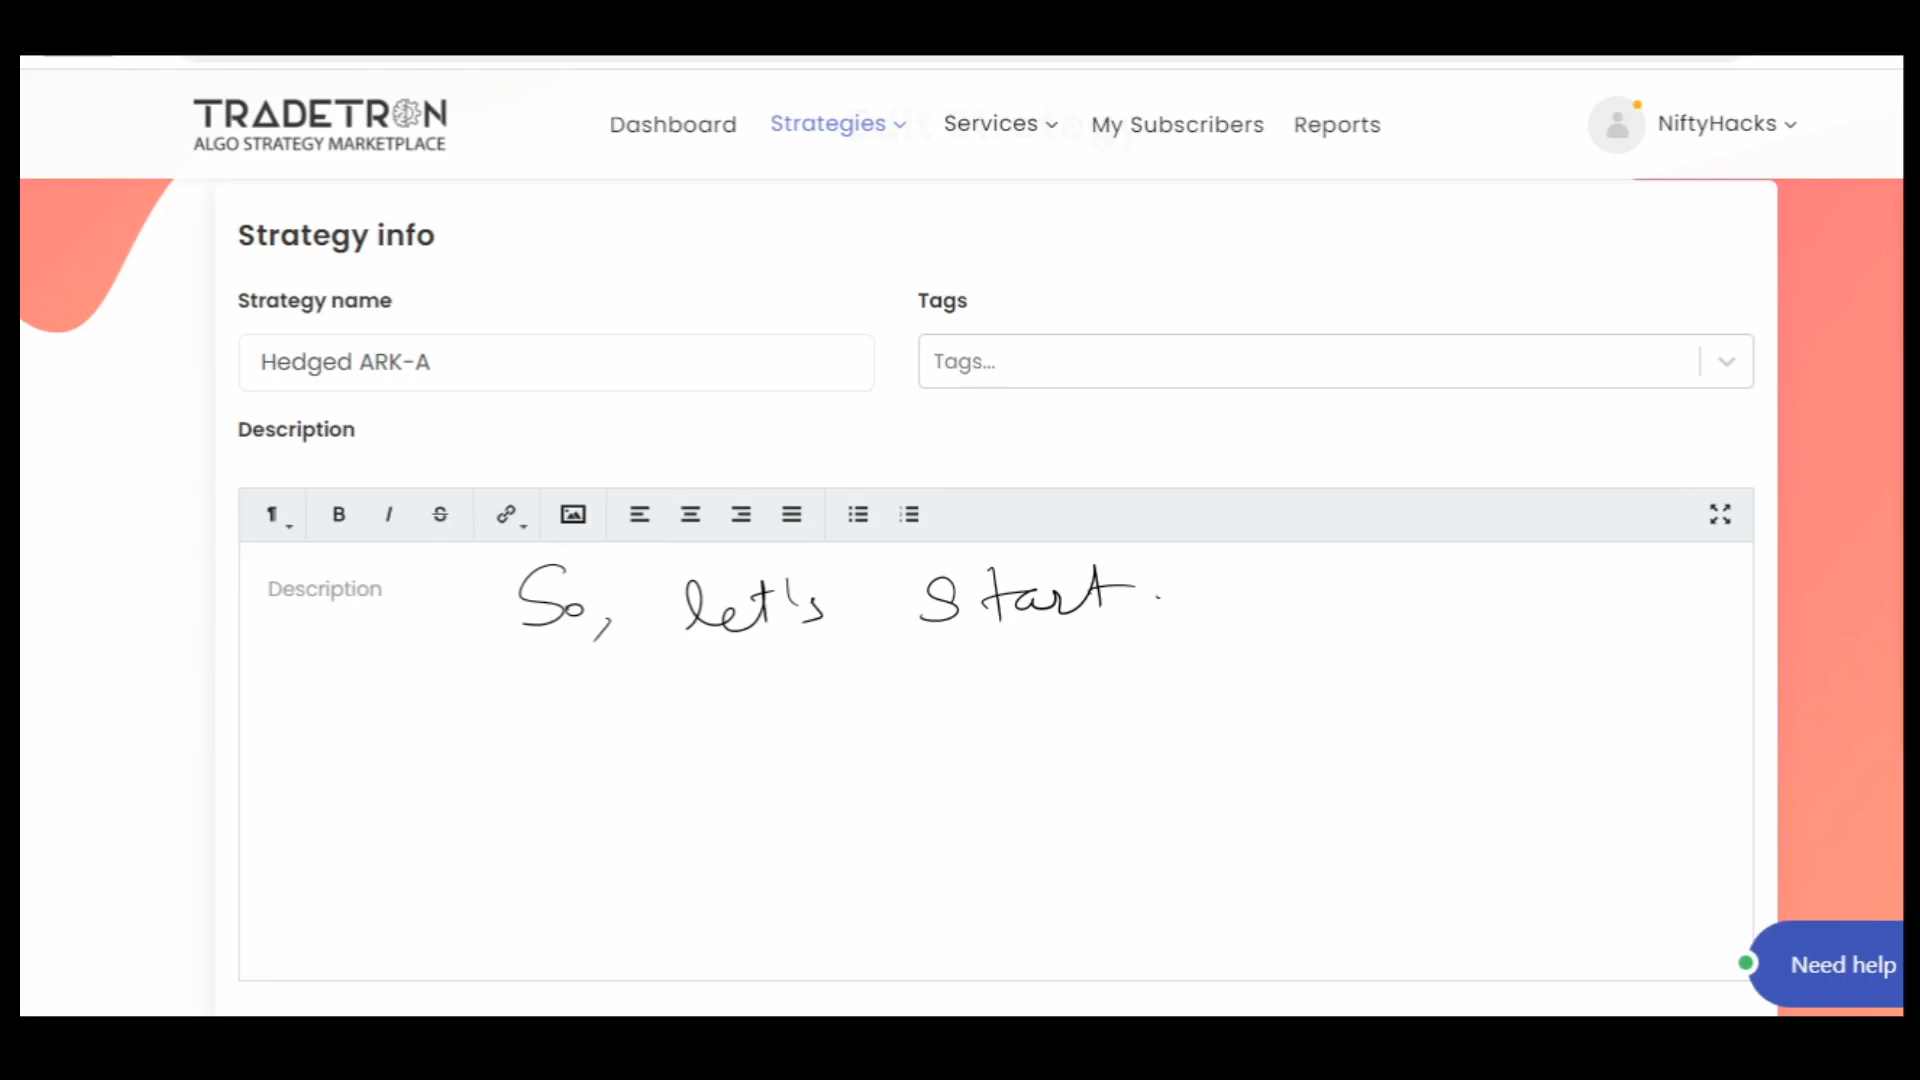 TRADETRON
ALGO STRATEGY MARKETPLACE
Dashboard Strategies Services My Subscribers Reports NiftyHacks
Strategy info
Strategy name Tags
Hedged ARK-A Tags...
Description
¶ B I S
Description So, let's start.
Need help